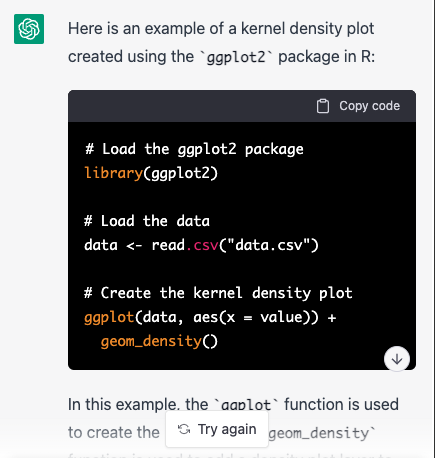 Here is an example of a kernel density plot
created using the `ggplot2` package in R:
Copy code
# Load the ggplot2 package
library(ggplot2)
# Load the data
data <- read.csv("data.csv")
# Create the kernel density plot
ggplot(data, aes(x = value)) +
geom_density()
In this example, the `ggplot` function is used
to create the
Try again
geom_density`